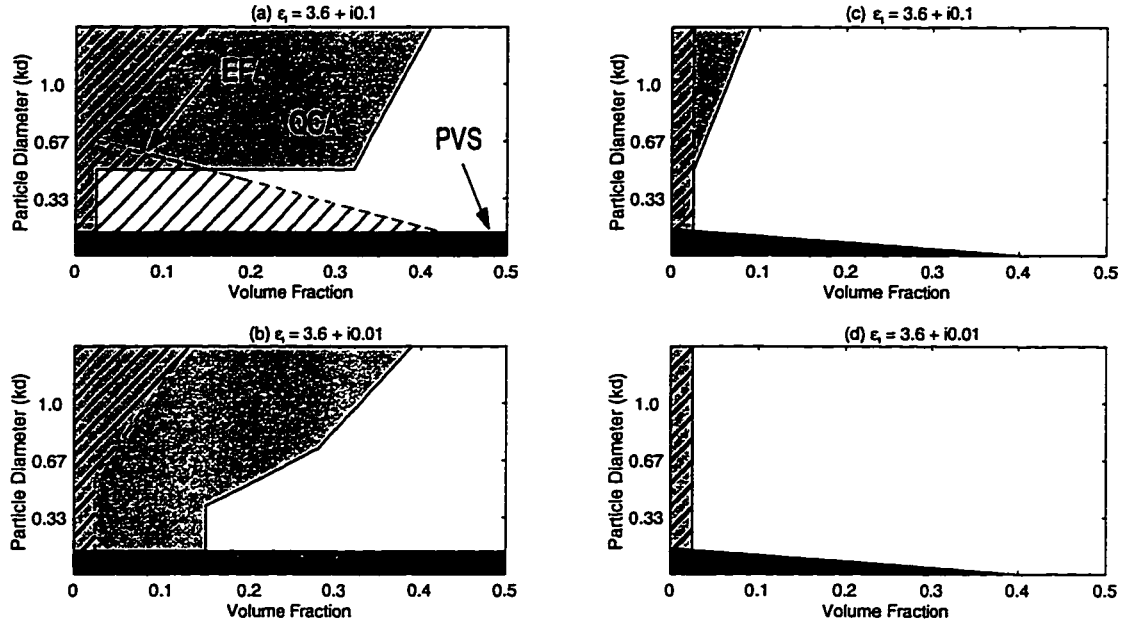 (a) ε₁ = 3.6 + i0.1
Particle Diameter (kd)
1.0
0.67
0.33
EFA
QCA
PVS
0 0.1 0.2 0.3 0.4 0.5
Volume Fraction
(c) ε₁ = 3.6 + i0.1
Particle Diameter (kd)
1.0
0.67
0.33
0 0.1 0.2 0.3 0.4 0.5
Volume Fraction
(b) ε₁ = 3.6 + i0.01
Particle Diameter (kd)
1.0
0.67
0.33
0 0.1 0.2 0.3 0.4 0.5
Volume Fraction
(d) ε₁ = 3.6 + i0.01
Particle Diameter (kd)
1.0
0.67
0.33
0 0.1 0.2 0.3 0.4 0.5
Volume Fraction